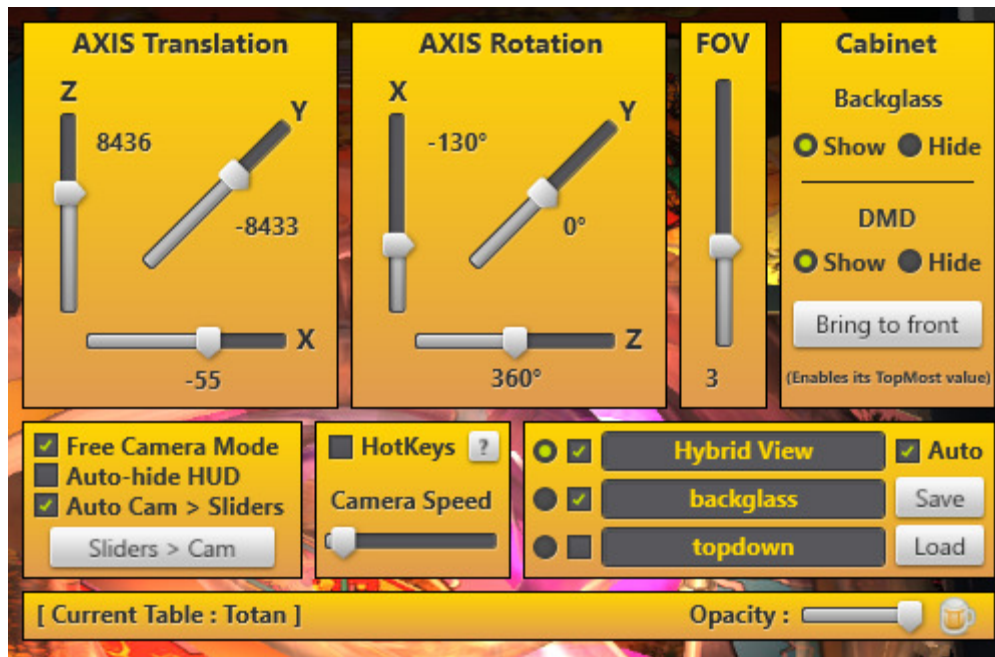 AXIS Translation
Z
8436
Y
-8433
X
-55
AXIS Rotation
X
-130°
Y
0°
Z
360°
FOV
3
Cabinet
Backglass
Show Hide
DMD
Show Hide
Bring to front
(Enables its TopMost value)
Free Camera Mode
Auto-hide HUD
Auto Cam > Sliders
Sliders > Cam
HotKeys ?
Camera Speed
Hybrid View Auto
backglass Save
topdown Load
[ Current Table : Totan ] Opacity :